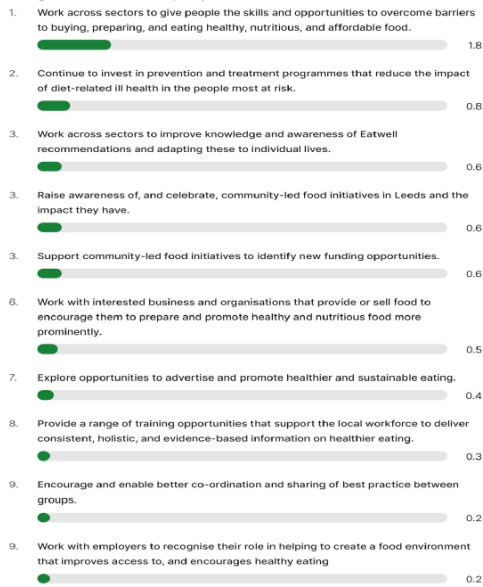 1. Work across sectors to give people the skills and opportunities to overcome barriers
to buying, preparing, and eating healthy, nutritious, and affordable food.
1.8
2. Continue to invest in prevention and treatment programmes that reduce the impact
of diet-related ill health in the people most at risk.
0.8
3. Work across sectors to improve knowledge and awareness of Eatwell
recommendations and adapting these to individual lives.
0.6
3. Raise awareness of, and celebrate, community-led food initiatives in Leeds and the
impact they have.
0.6
3. Support community-led food initiatives to identify new funding opportunities.
0.6
6. Work with interested business and organisations that provide or sell food to
encourage them to prepare and promote healthy and nutritious food more
prominently.
0.5
7. Explore opportunities to advertise and promote healthier and sustainable eating.
0.4
8. Provide a range of training opportunities that support the local workforce to deliver
consistent, holistic, and evidence-based information on healthier eating.
0.3
9. Encourage and enable better co-ordination and sharing of best practice between
groups.
0.2
9. Work with employers to recognise their role in helping to create a food environment
that improves access to, and encourages healthy eating
0.2